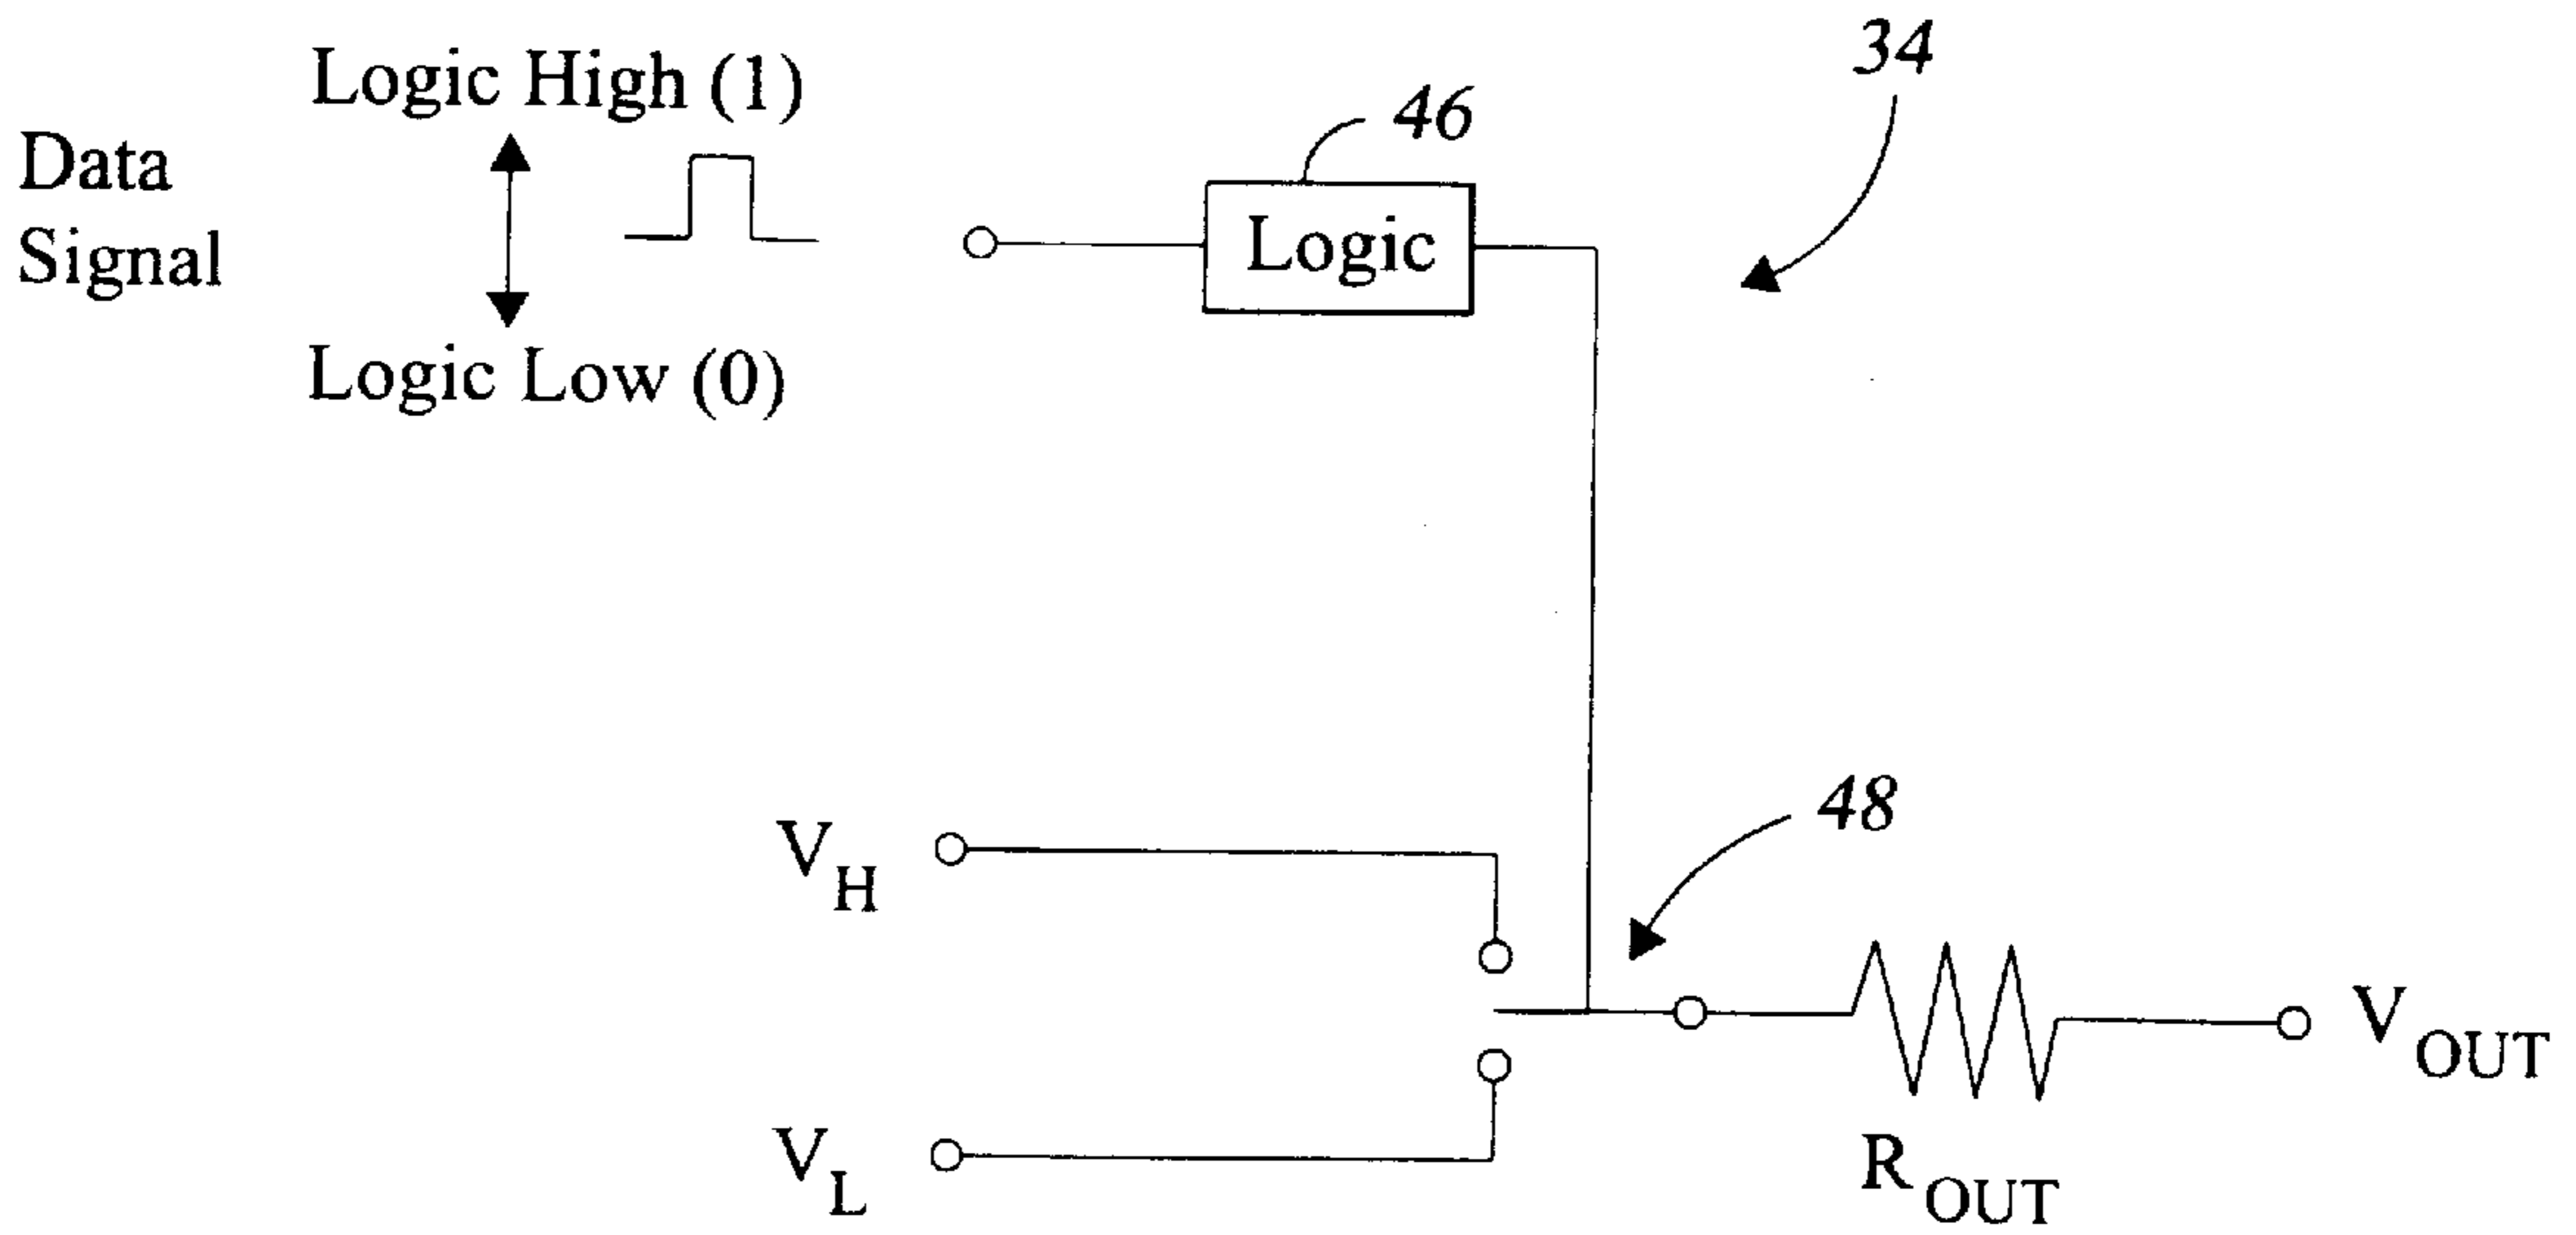 34
Logic High (1)
46
Data
Signal
Logic
Logic Low (0)
48
VH
VOUT
VL
ROUT